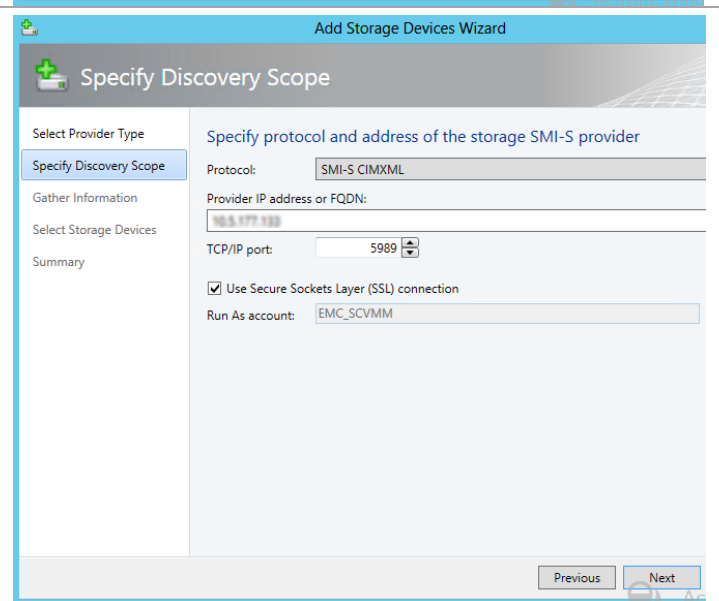 Add Storage Devices Wizard
Specify Discovery Scope
Select Provider Type
Specify Discovery Scope
Gather Information
Select Storage Devices
Summary
Specify protocol and address of the storage SMI-S provider
Protocol: SMI-S CIMXML
Provider IP address or FQDN:
TCP/IP port: 5989
Use Secure Sockets Layer (SSL) connection
Run As account: EMC_SCVMM
Previous Next